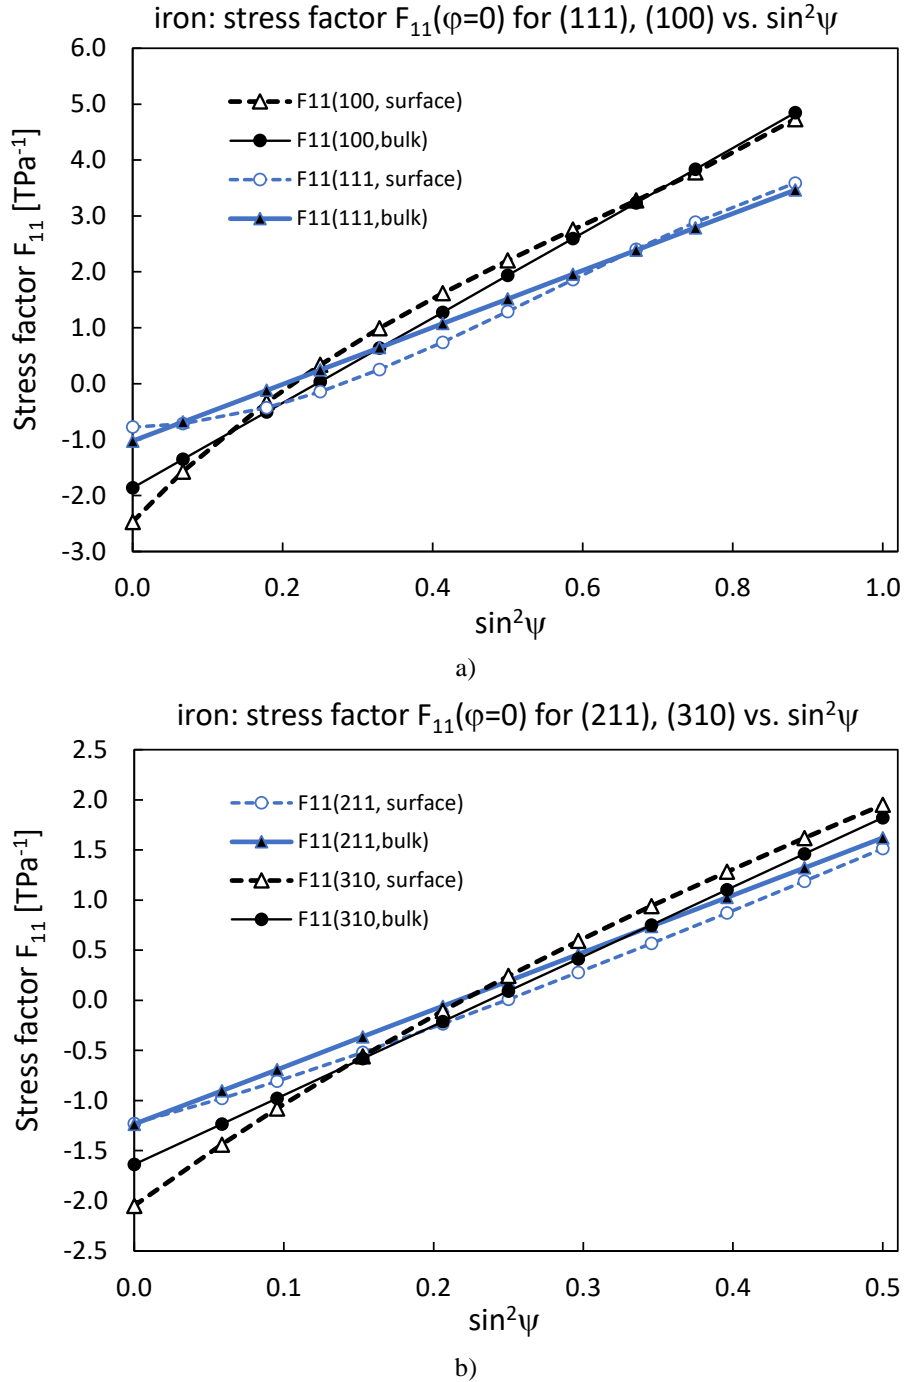 iron: stress factor F₁₁(φ=0) for (111), (100) vs. sin²ψ
Stress factor F₁₁ [TPa⁻¹]
6.0
5.0
4.0
3.0
2.0
1.0
0.0
-1.0
-2.0
-3.0
F11(100, surface)
F11(100,bulk)
F11(111, surface)
F11(111,bulk)
0.0 0.2 0.4 0.6 0.8 1.0
sin²ψ
a)
iron: stress factor F₁₁(φ=0) for (211), (310) vs. sin²ψ
Stress factor F₁₁ [TPa⁻¹]
2.5
2.0
1.5
1.0
0.5
0.0
-0.5
-1.0
-1.5
-2.0
-2.5
F11(211, surface)
F11(211,bulk)
F11(310, surface)
F11(310,bulk)
0.0 0.1 0.2 0.3 0.4 0.5
sin²ψ
b)